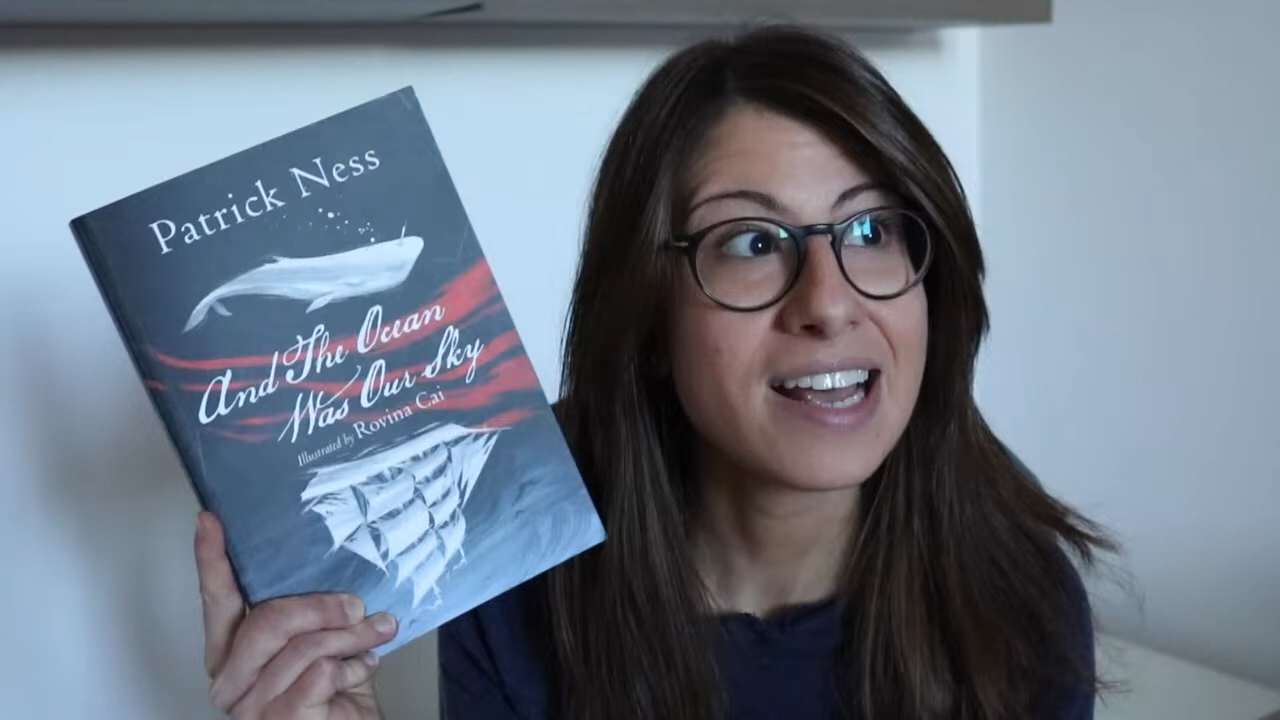 Patrick Ness
And The Ocean
Was Our Sky
Illustrated by Rovina Cai